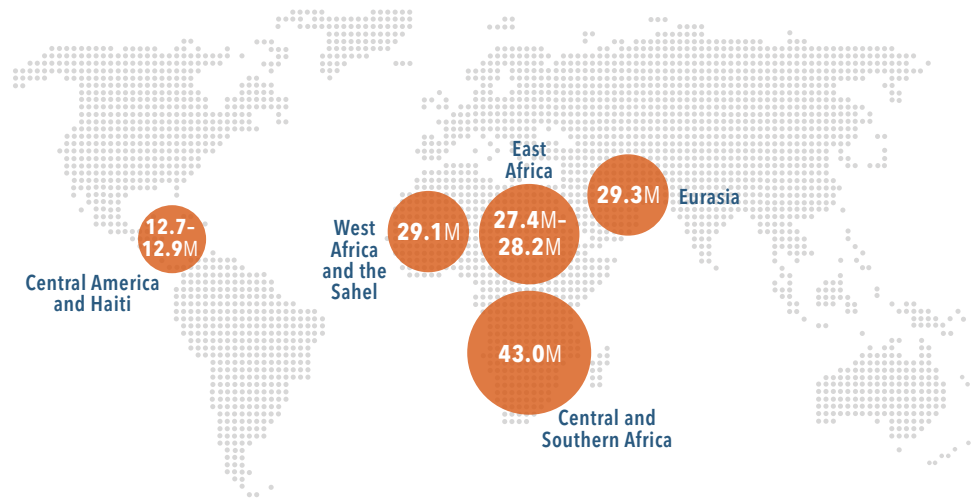 12.7–
12.9M
Central America
and Haiti
West
Africa
and the
Sahel
29.1M
East
Africa
27.4M–
28.2M
29.3M
Eurasia
43.0M
Central and
Southern Africa